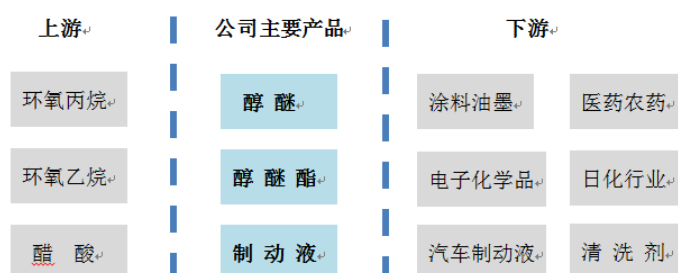 上游 公司主要产品 下游
环氧丙烷 醇 醚 涂料油墨 医药农药
环氧乙烷 醇 醚 酯 电子化学品 日化行业
醋 酸 制 动 液 汽车制动液 清 洗 剂